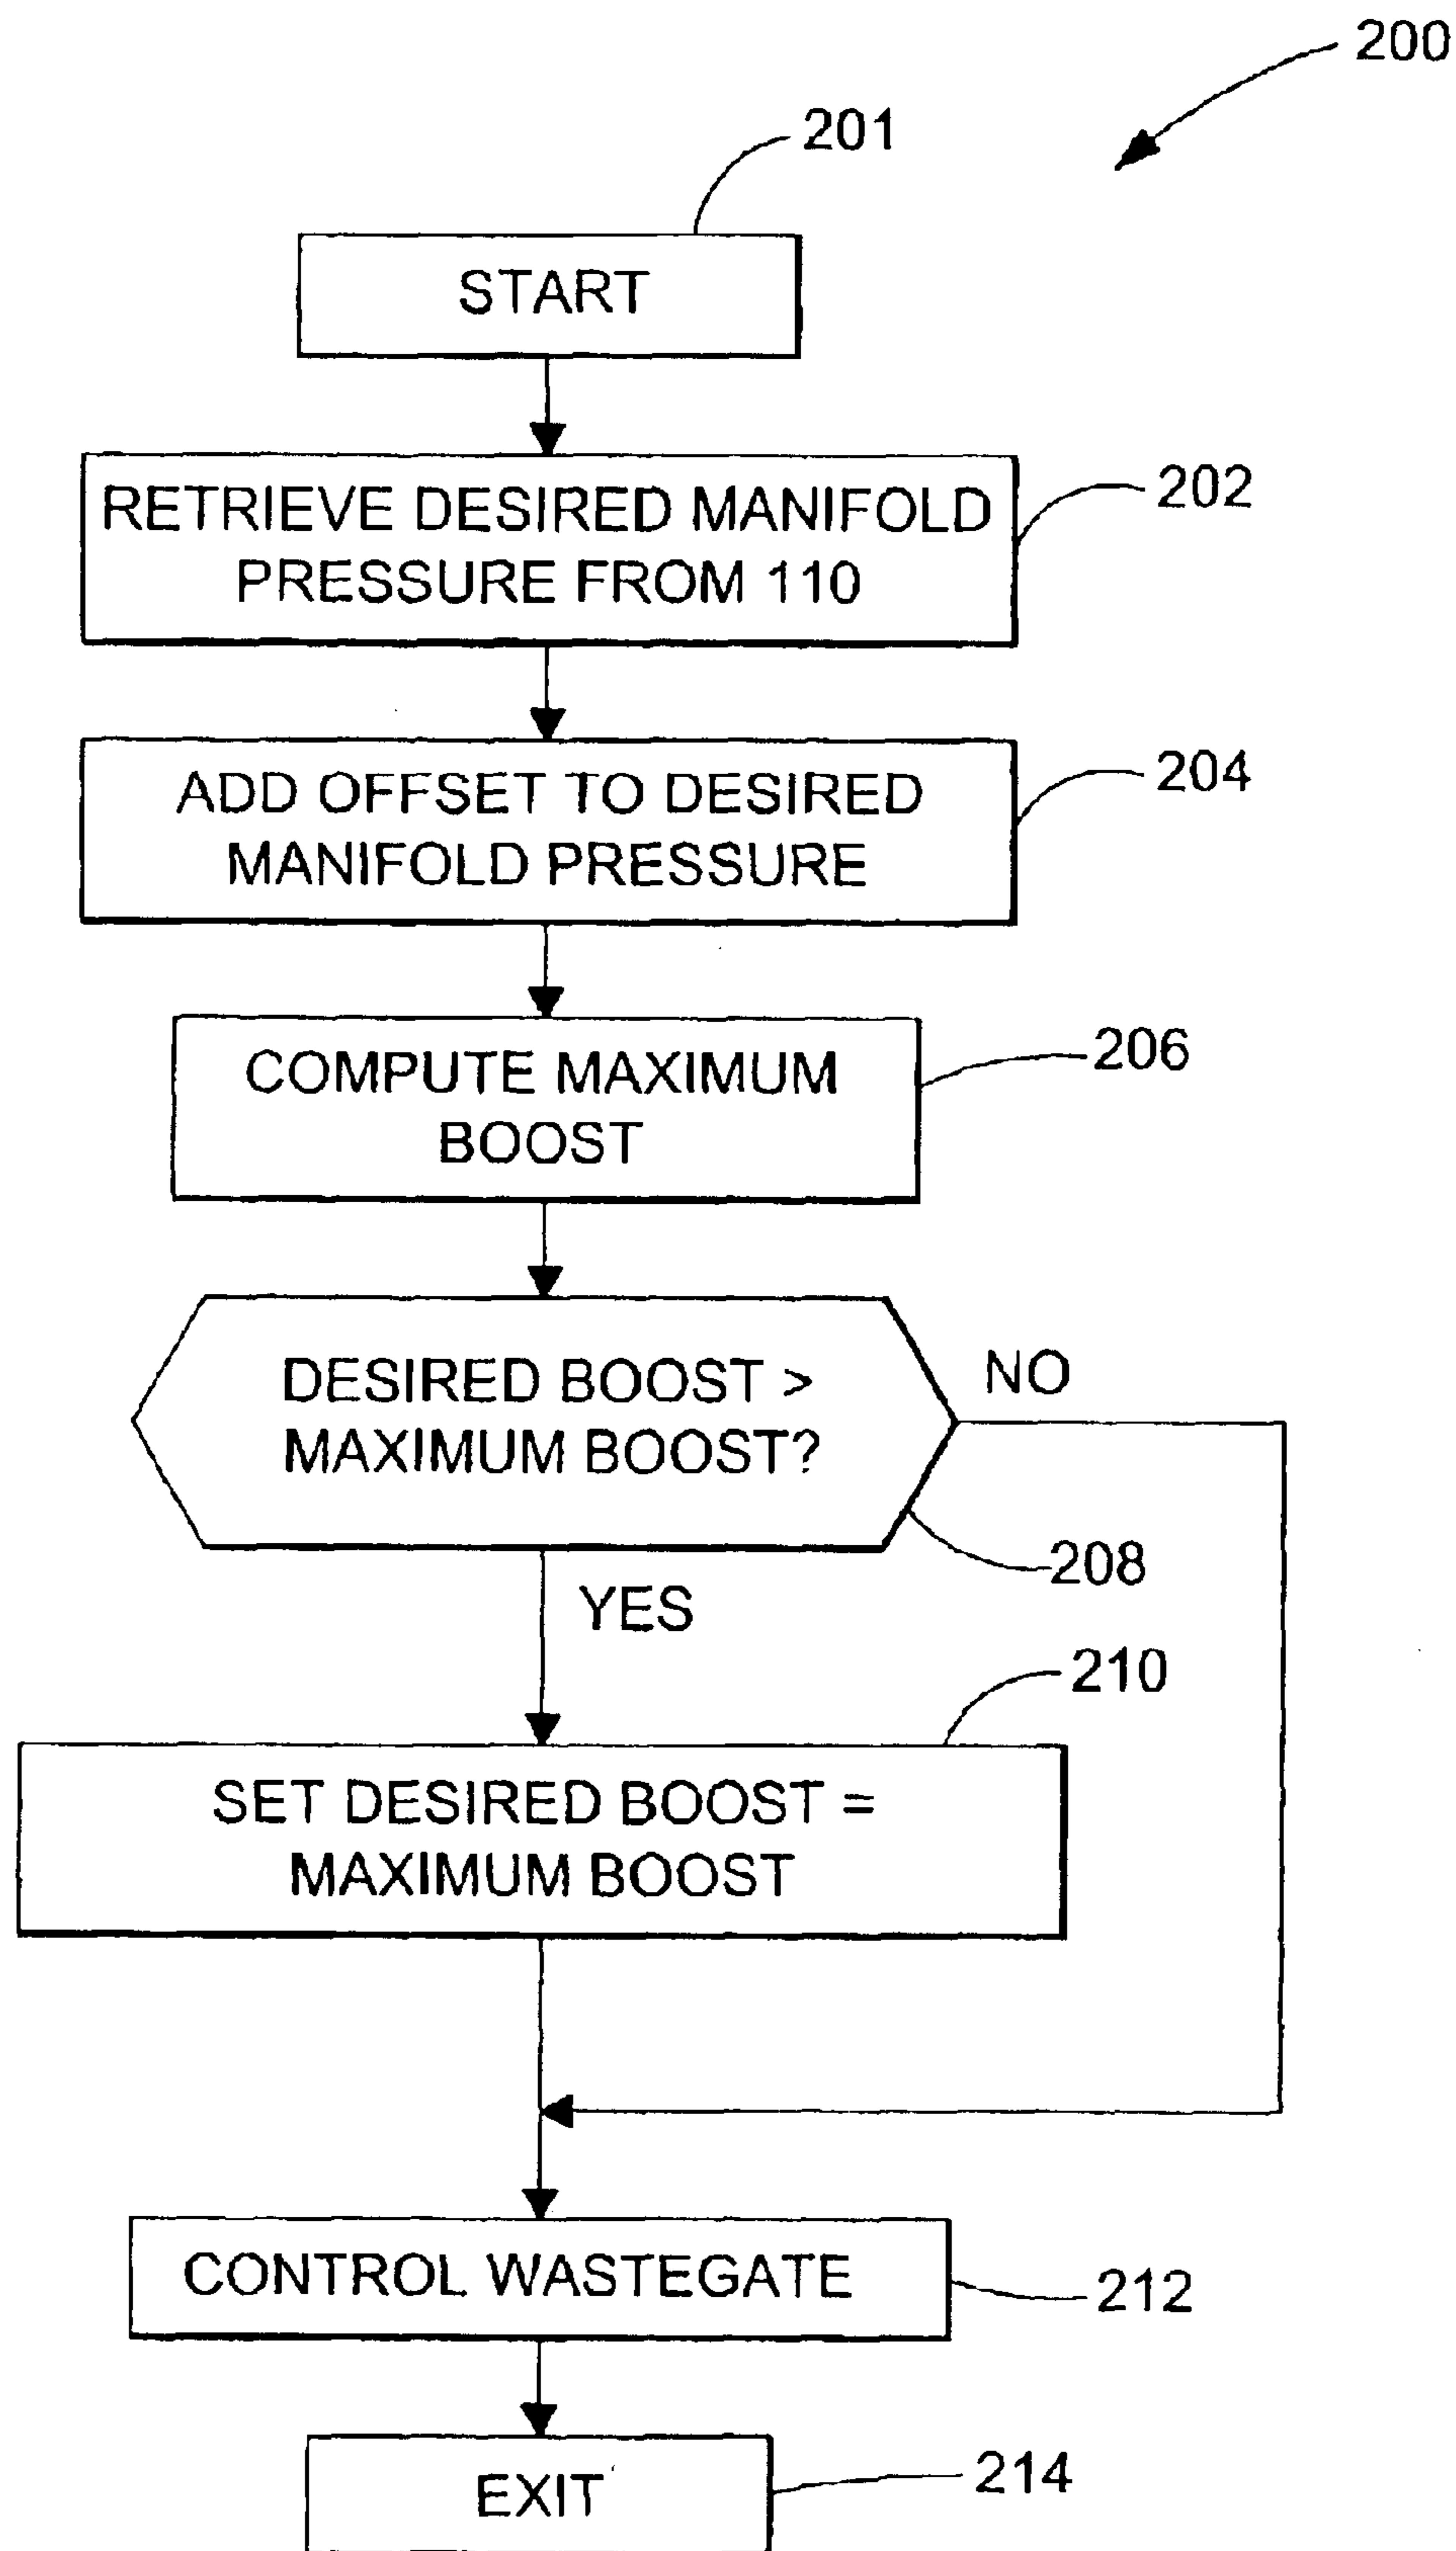 200
201
START
RETRIEVE DESIRED MANIFOLD
PRESSURE FROM 110
202
ADD OFFSET TO DESIRED
MANIFOLD PRESSURE
204
COMPUTE MAXIMUM
BOOST
206
DESIRED BOOST >
MAXIMUM BOOST?
NO
208
YES
210
SET DESIRED BOOST =
MAXIMUM BOOST
CONTROL WASTEGATE
212
EXIT
214